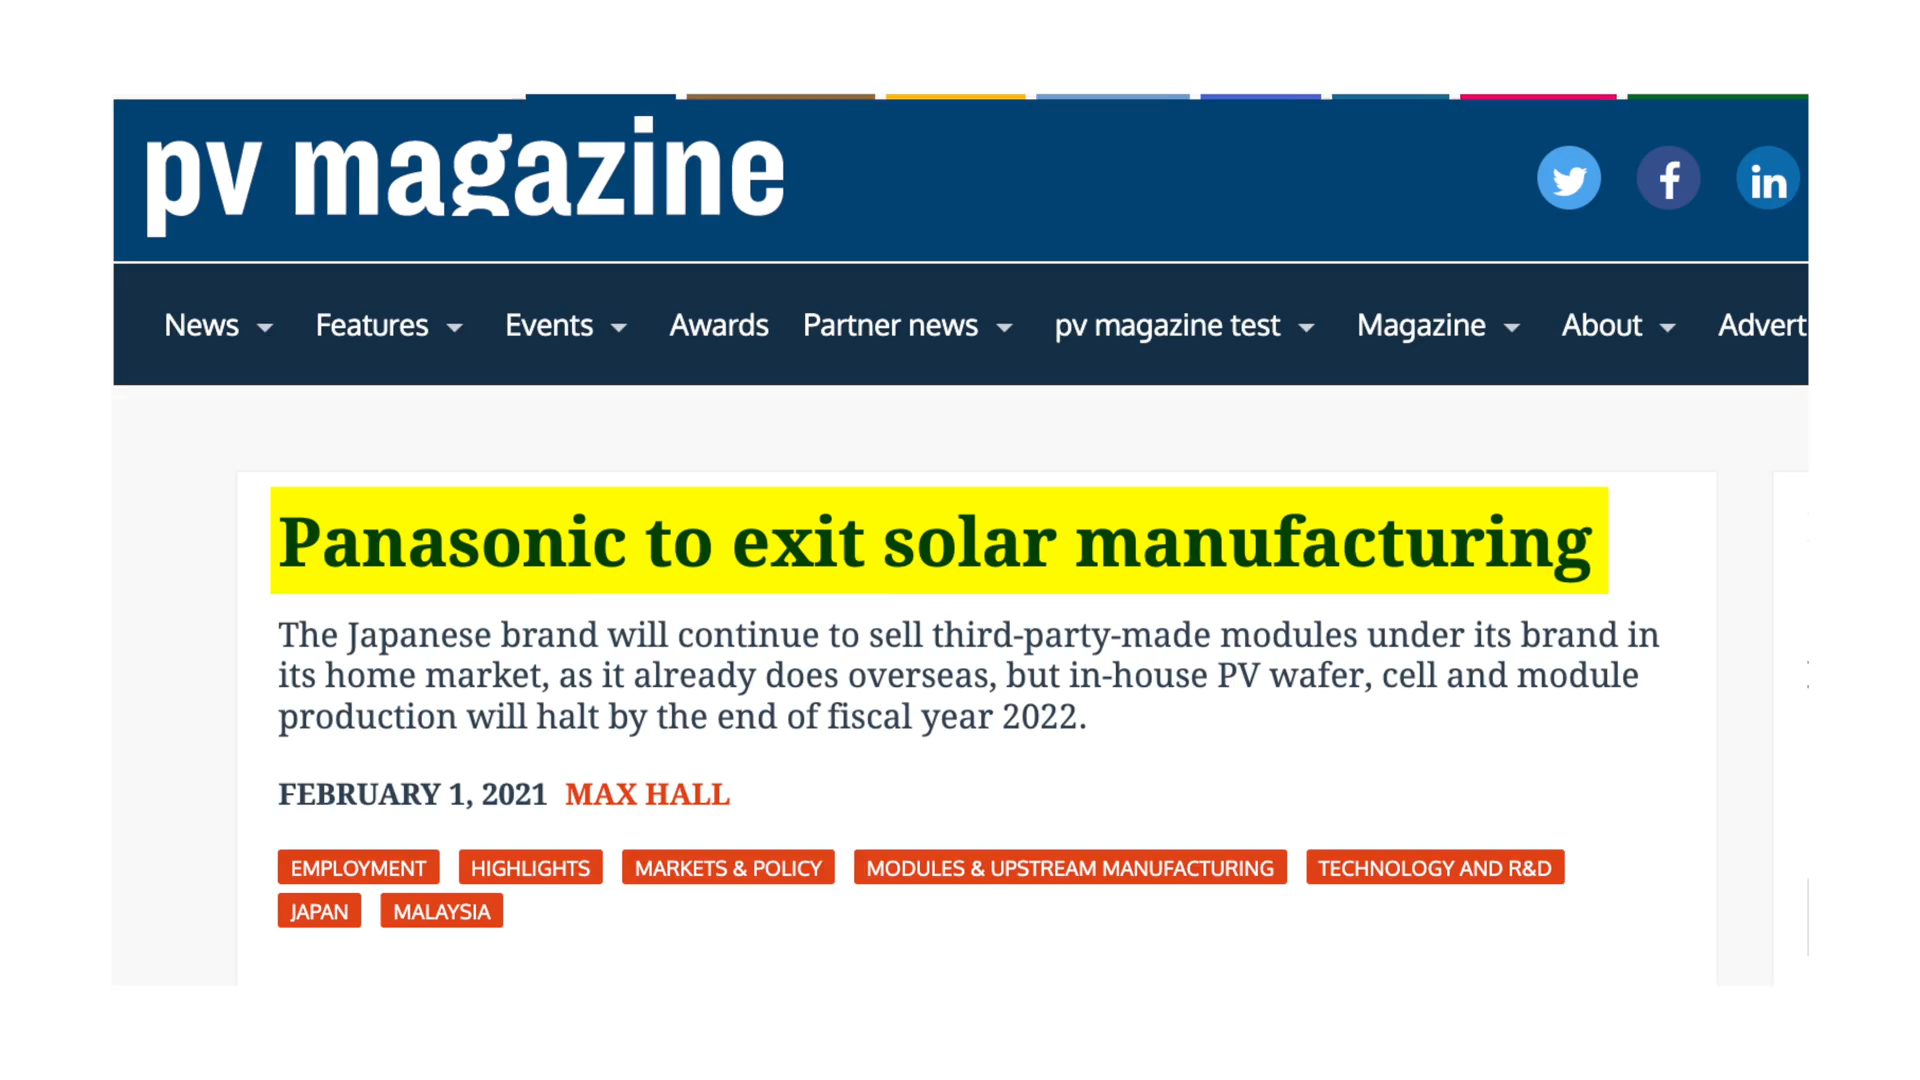 pv magazine
News Features Events Awards Partner news pv magazine test Magazine About Advert
Panasonic to exit solar manufacturing
The Japanese brand will continue to sell third-party-made modules under its brand in
its home market, as it already does overseas, but in-house PV wafer, cell and module
production will halt by the end of fiscal year 2022.
FEBRUARY 1, 2021 MAX HALL
EMPLOYMENT HIGHLIGHTS MARKETS & POLICY MODULES & UPSTREAM MANUFACTURING TECHNOLOGY AND R&D
JAPAN MALAYSIA